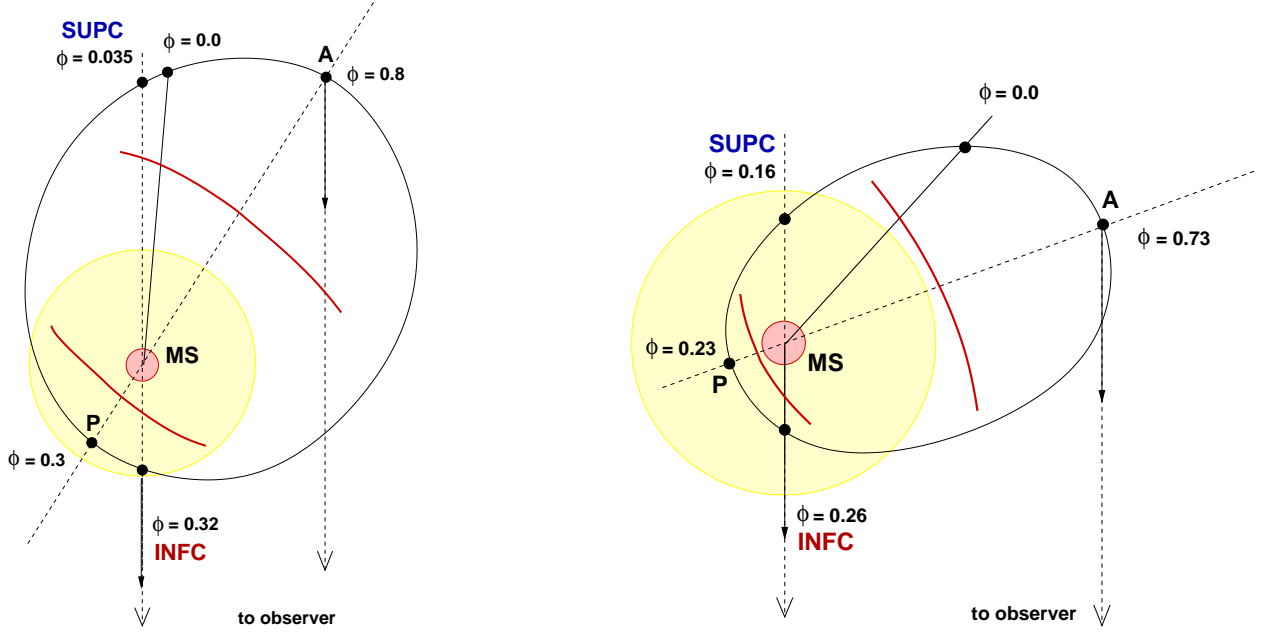 SUPC
ϕ = 0.035
ϕ = 0.0
A
ϕ = 0.8
MS
P
ϕ = 0.3
ϕ = 0.32
INFC
to observer
ϕ = 0.0
SUPC
ϕ = 0.16
A
ϕ = 0.73
ϕ = 0.23
P
MS
ϕ = 0.26
INFC
to observer